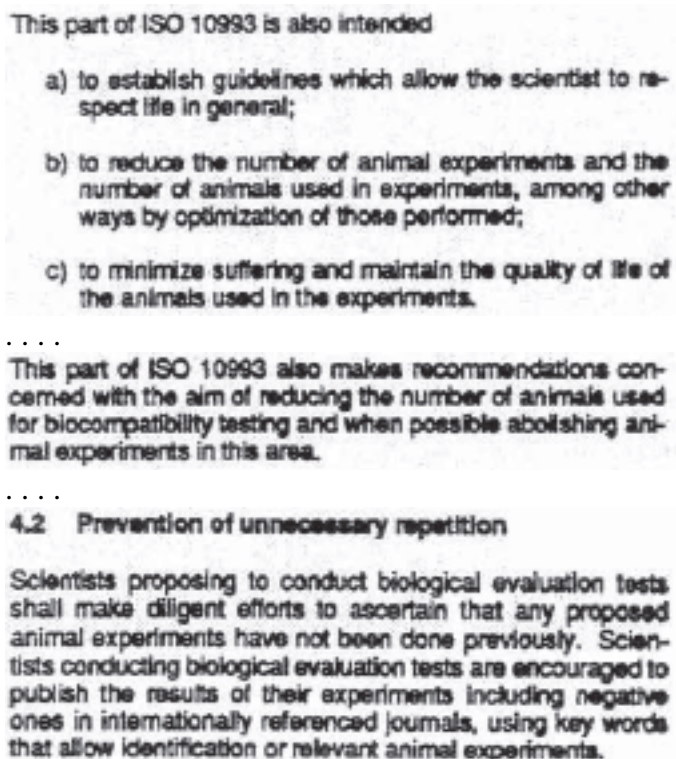 This part of ISO 10993 is also intended
a) to establish guidelines which allow the scientist to re-
spect life in general;
b) to reduce the number of animal experiments and the
number of animals used in experiments, among other
ways by optimization of those performed;
c) to minimize suffering and maintain the quality of life of
the animals used in the experiments.
. . . .
This part of ISO 10993 also makes recommendations con-
cerned with the aim of reducing the number of animals used
for biocompatibility testing and when possible abolishing ani-
mal experiments in this area.
. . . .
4.2 Prevention of unnecessary repetition
Scientists proposing to conduct biological evaluation tests
shall make diligent efforts to ascertain that any proposed
animal experiments have not been done previously. Scien-
tists conducting biological evaluation tests are encouraged to
publish the results of their experiments including negative
ones in internationally referenced journals, using key words
that allow identification or relevant animal experiments.